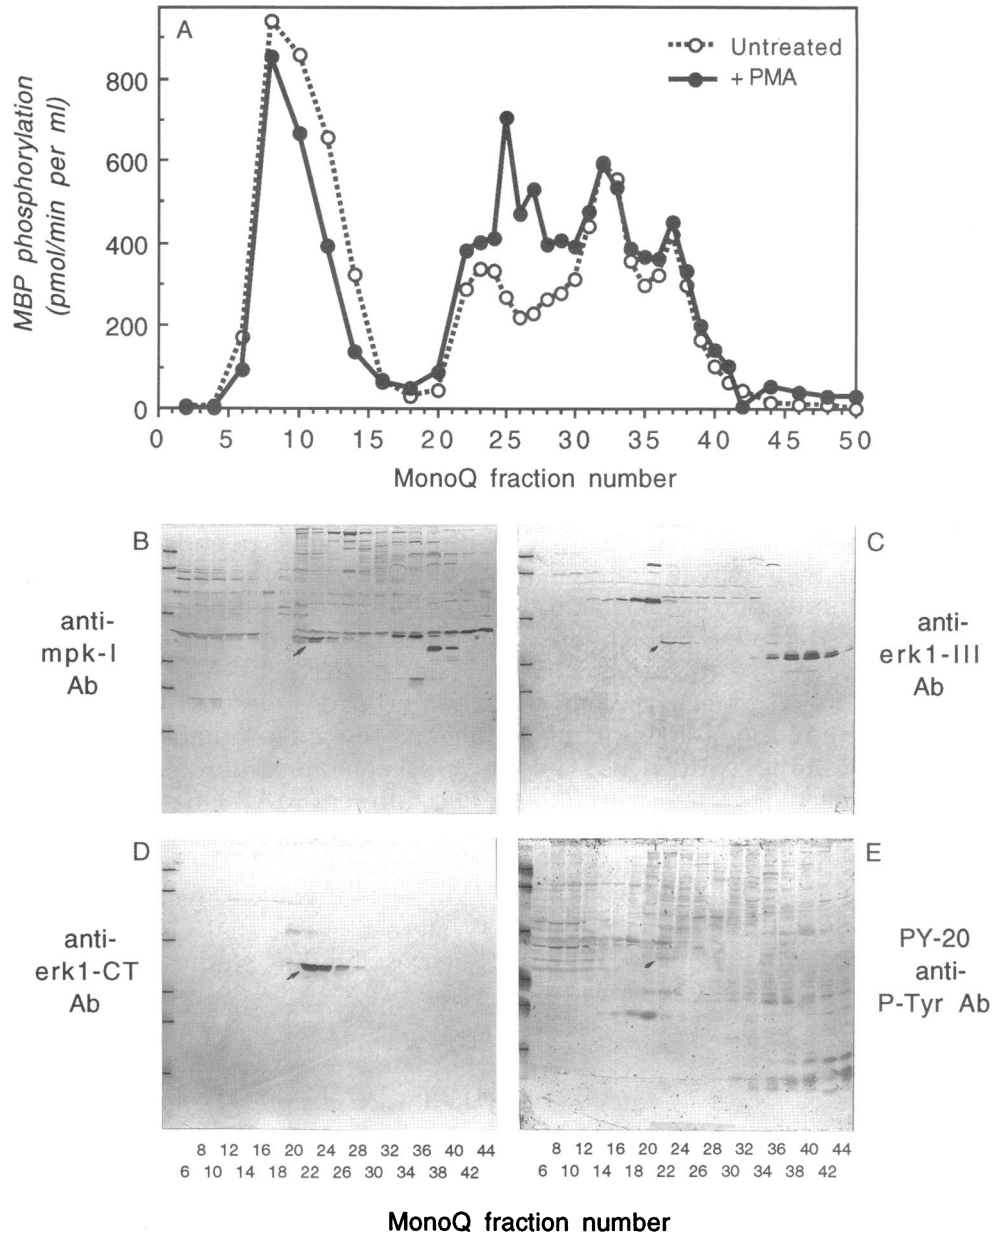 A
Untreated
+ PMA
MBP phosphorylation
(pmol/min per ml)
800
600
400
200
0
0 5 10 15 20 25 30 35 40 45 50
MonoQ fraction number
B
anti-
mpk-I
Ab
C
anti-
erk1-III
Ab
D
anti-
erk1-CT
Ab
E
PY-20
anti-
P-Tyr Ab
8 12 16 20 24 28 32 36 40 44
6 10 14 18 22 26 30 34 38 42
8 12 16 20 24 28 32 36 40 44
6 10 14 18 22 26 30 34 38 42
MonoQ fraction number